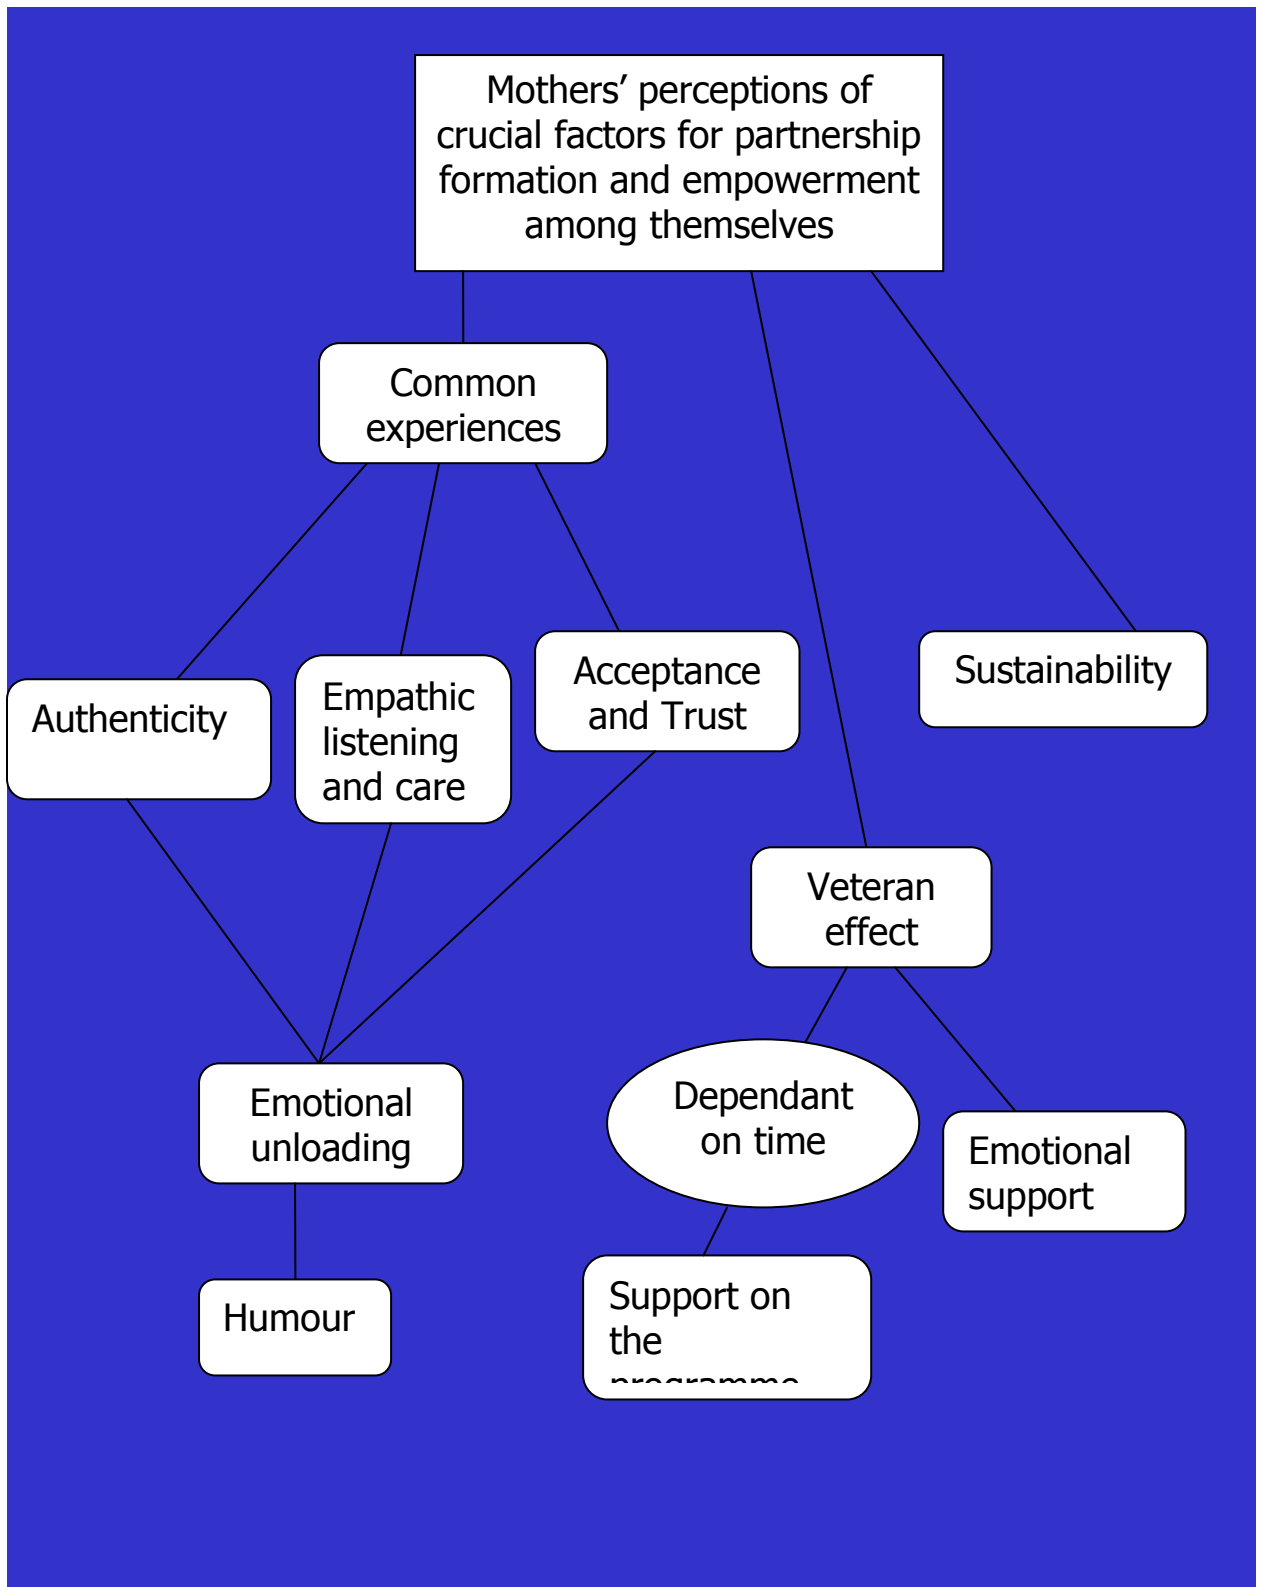 Mothers’ perceptions of
crucial factors for partnership
formation and empowerment
among themselves
Common
experiences
Authenticity
Empathic
listening
and care
Acceptance
and Trust
Sustainability
Veteran
effect
Emotional
unloading
Dependant
on time
Emotional
support
Humour
Support on
the
programme